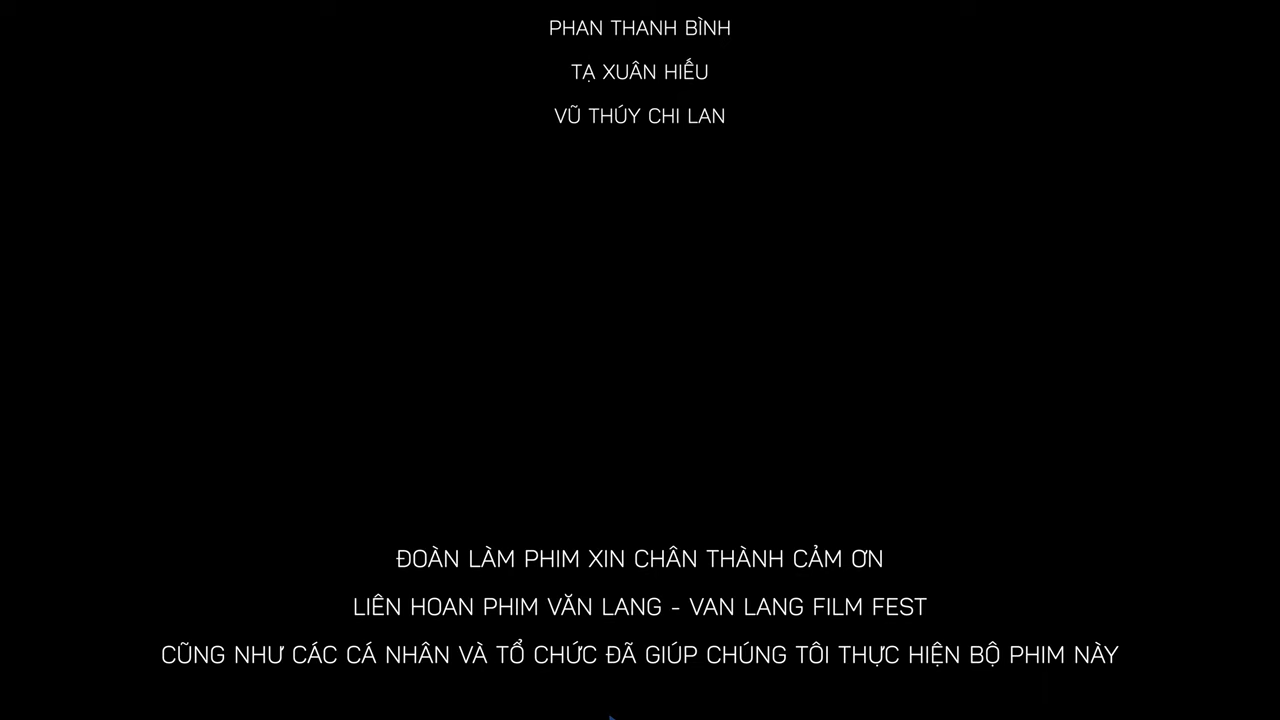 PHAN THANH BÌNH
TẠ XUÂN HIẾU
VŨ THÚY CHI LAN
ĐOÀN LÀM PHIM XIN CHÂN THÀNH CẢM ƠN
LIÊN HOAN PHIM VĂN LANG - VAN LANG FILM FEST
CŨNG NHƯ CÁC CÁ NHÂN VÀ TỔ CHỨC ĐÃ GIÚP CHÚNG TÔI THỰC HIỆN BỘ PHIM NÀY